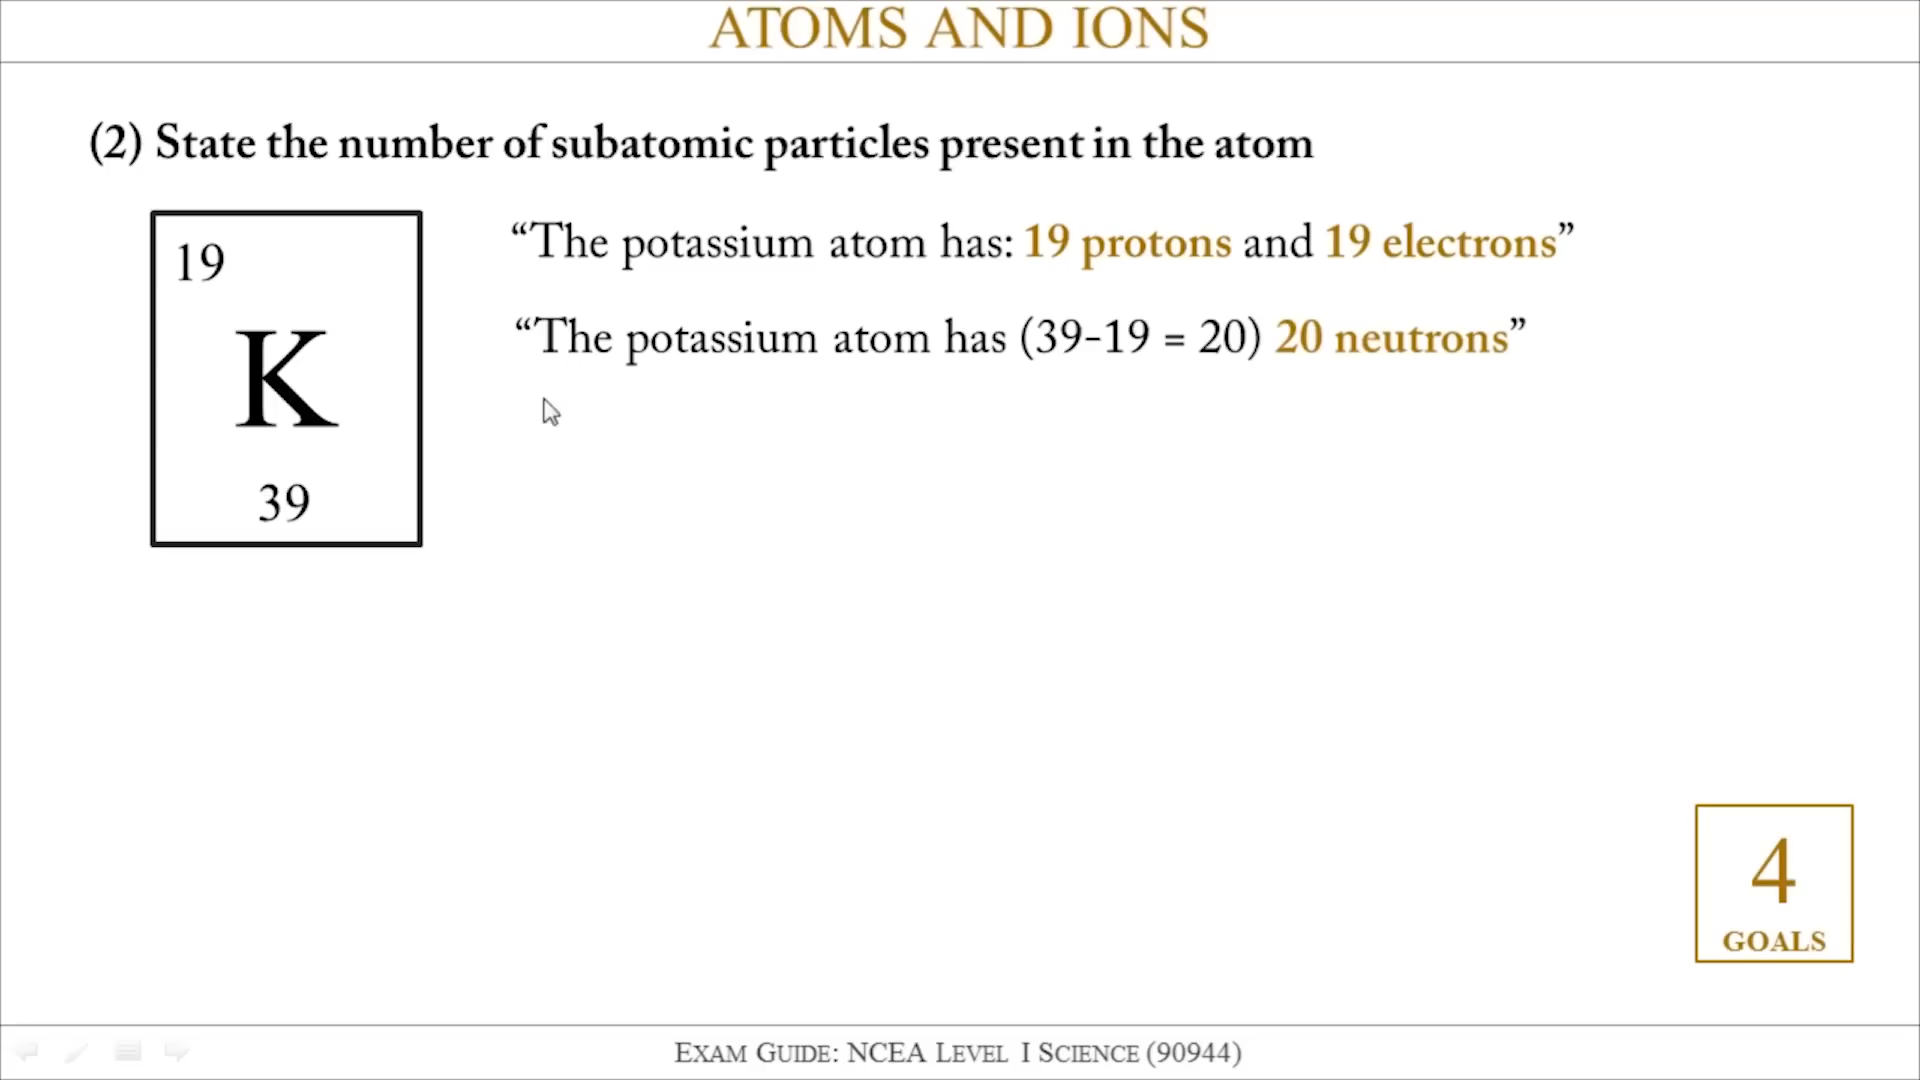 ATOMS AND IONS
(2) State the number of subatomic particles present in the atom
19
K
39
“The potassium atom has: 19 protons and 19 electrons”
“The potassium atom has (39-19 = 20) 20 neutrons”
4
GOALS
EXAM GUIDE: NCEA LEVEL I SCIENCE (90944)